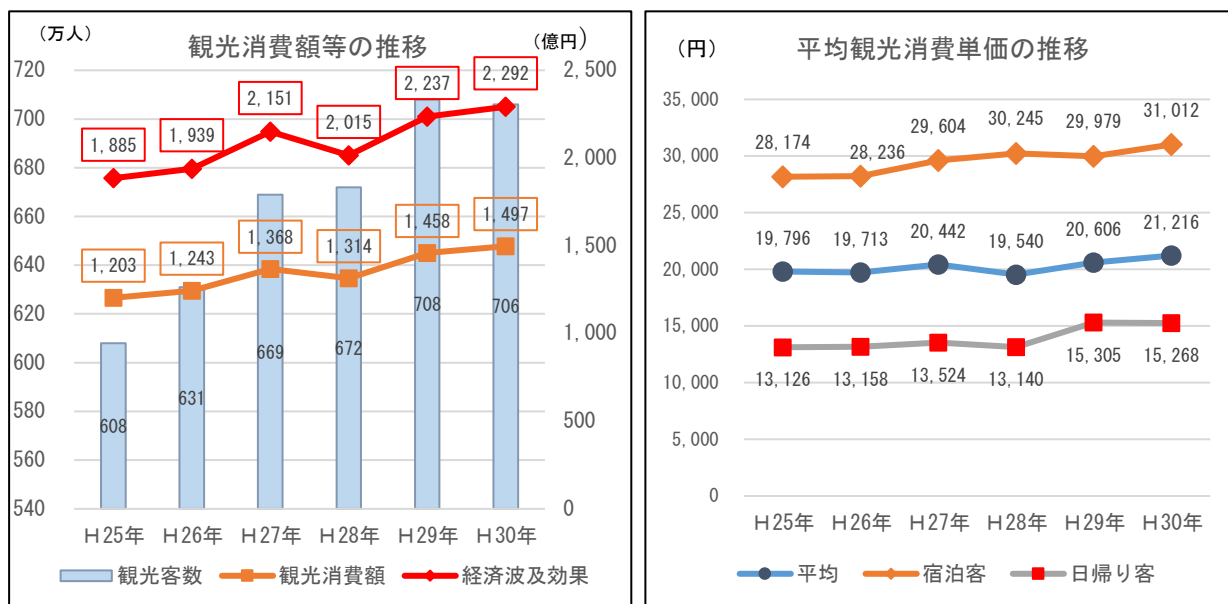 (万人)
観光消費額等の推移
(億円)
720
700
680
660
640
620
600
580
560
540
2,500
2,000
1,500
1,000
500
0
1,885
1,939
2,151
2,015
2,237
2,292
1,203
1,243
1,368
1,314
1,458
1,497
608
631
669
672
708
706
H25年
H26年
H27年
H28年
H29年
H30年
観光客数
観光消費額
経済波及効果
(円)
平均観光消費単価の推移
35,000
30,000
25,000
20,000
15,000
10,000
5,000
0
28,174
28,236
29,604
30,245
29,979
31,012
19,796
19,713
20,442
19,540
20,606
21,216
13,126
13,158
13,524
13,140
15,305
15,268
H25年
H26年
H27年
H28年
H29年
H30年
平均
宿泊客
日帰り客